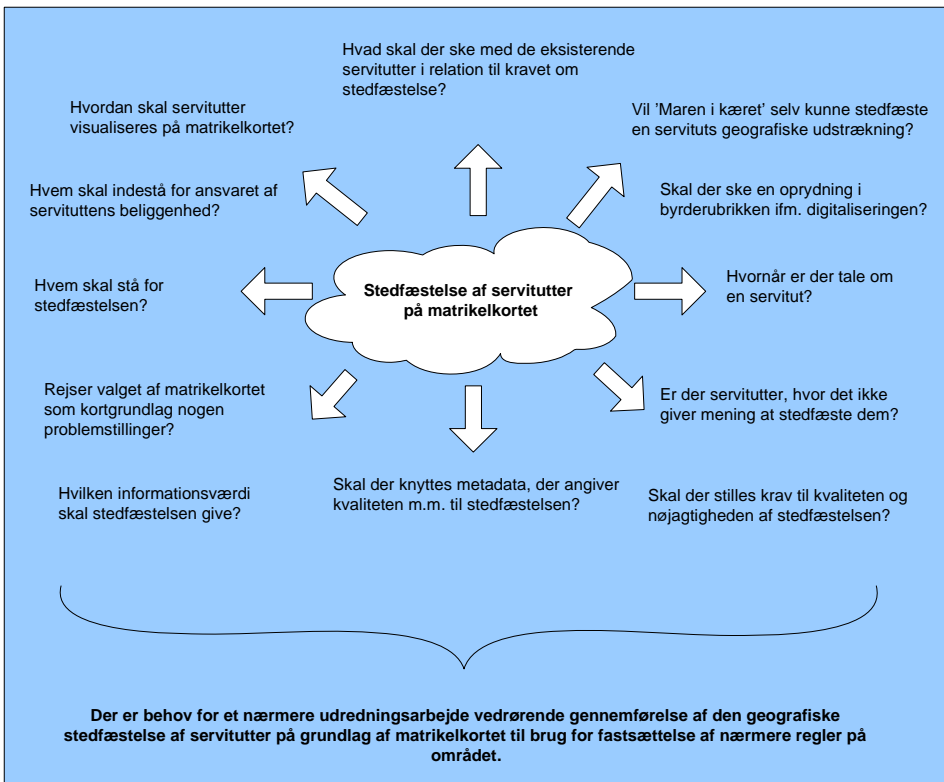 Hvad skal der ske med de eksisterende
servitutter i relation til kravet om
stedfæstelse?
Hvordan skal servitutter
visualiseres på matrikelkortet?
Vil 'Maren i kæret' selv kunne stedfæste
en servituts geografiske udstrækning?
Hvem skal indestå for ansvaret af
servituttens beliggenhed?
Skal der ske en oprydning i
byrderubrikken ifm. digitaliseringen?
Hvem skal stå for
stedfæstelsen?
Stedfæstelse af servitutter
på matrikelkortet
Hvornår er der tale om
en servitut?
Rejser valget af matrikelkortet
som kortgrundlag nogen
problemstillinger?
Er der servitutter, hvor det ikke
giver mening at stedfæste dem?
Hvilken informationsværdi
skal stedfæstelsen give?
Skal der knyttes metadata, der angiver
kvaliteten m.m. til stedfæstelsen?
Skal der stilles krav til kvaliteten og
nøjagtigheden af stedfæstelsen?
Der er behov for et nærmere udredningsarbejde vedrørende gennemførelse af den geografiske
stedfæstelse af servitutter på grundlag af matrikelkortet til brug for fastsættelse af nærmere regler på
området.